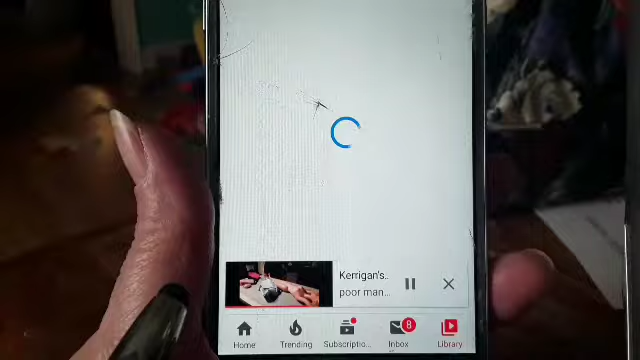 Kerrigan's..
poor man...
8
Home
Trending
Subscriptio...
Inbox
Library